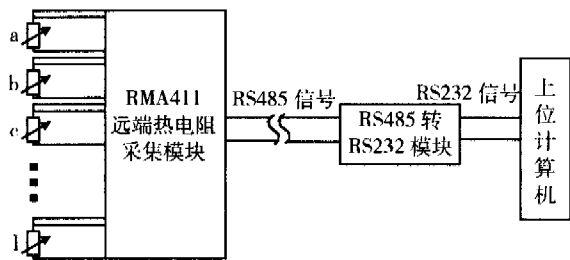 a
b
c
l
RMA411
远端热电阻
采集模块
RS485 信号
RS485 转
RS232 模块
RS232 信号
上
位
计
算
机